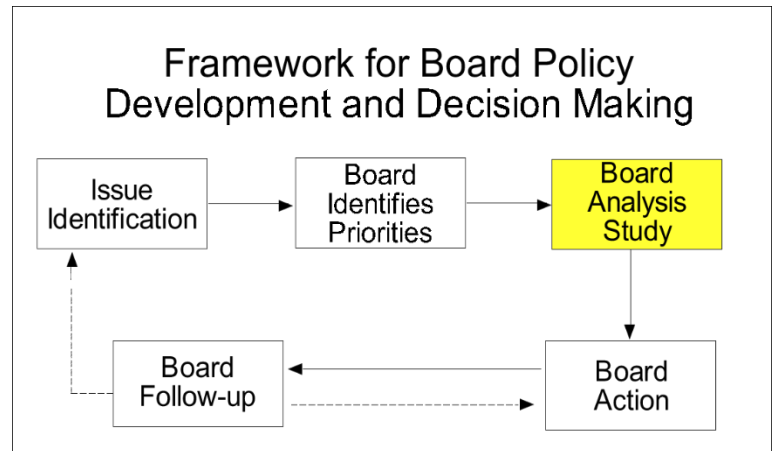 Framework for Board Policy
Development and Decision Making
Issue
Identification
Board
Identifies
Priorities
Board
Analysis
Study
Board
Follow-up
Board
Action